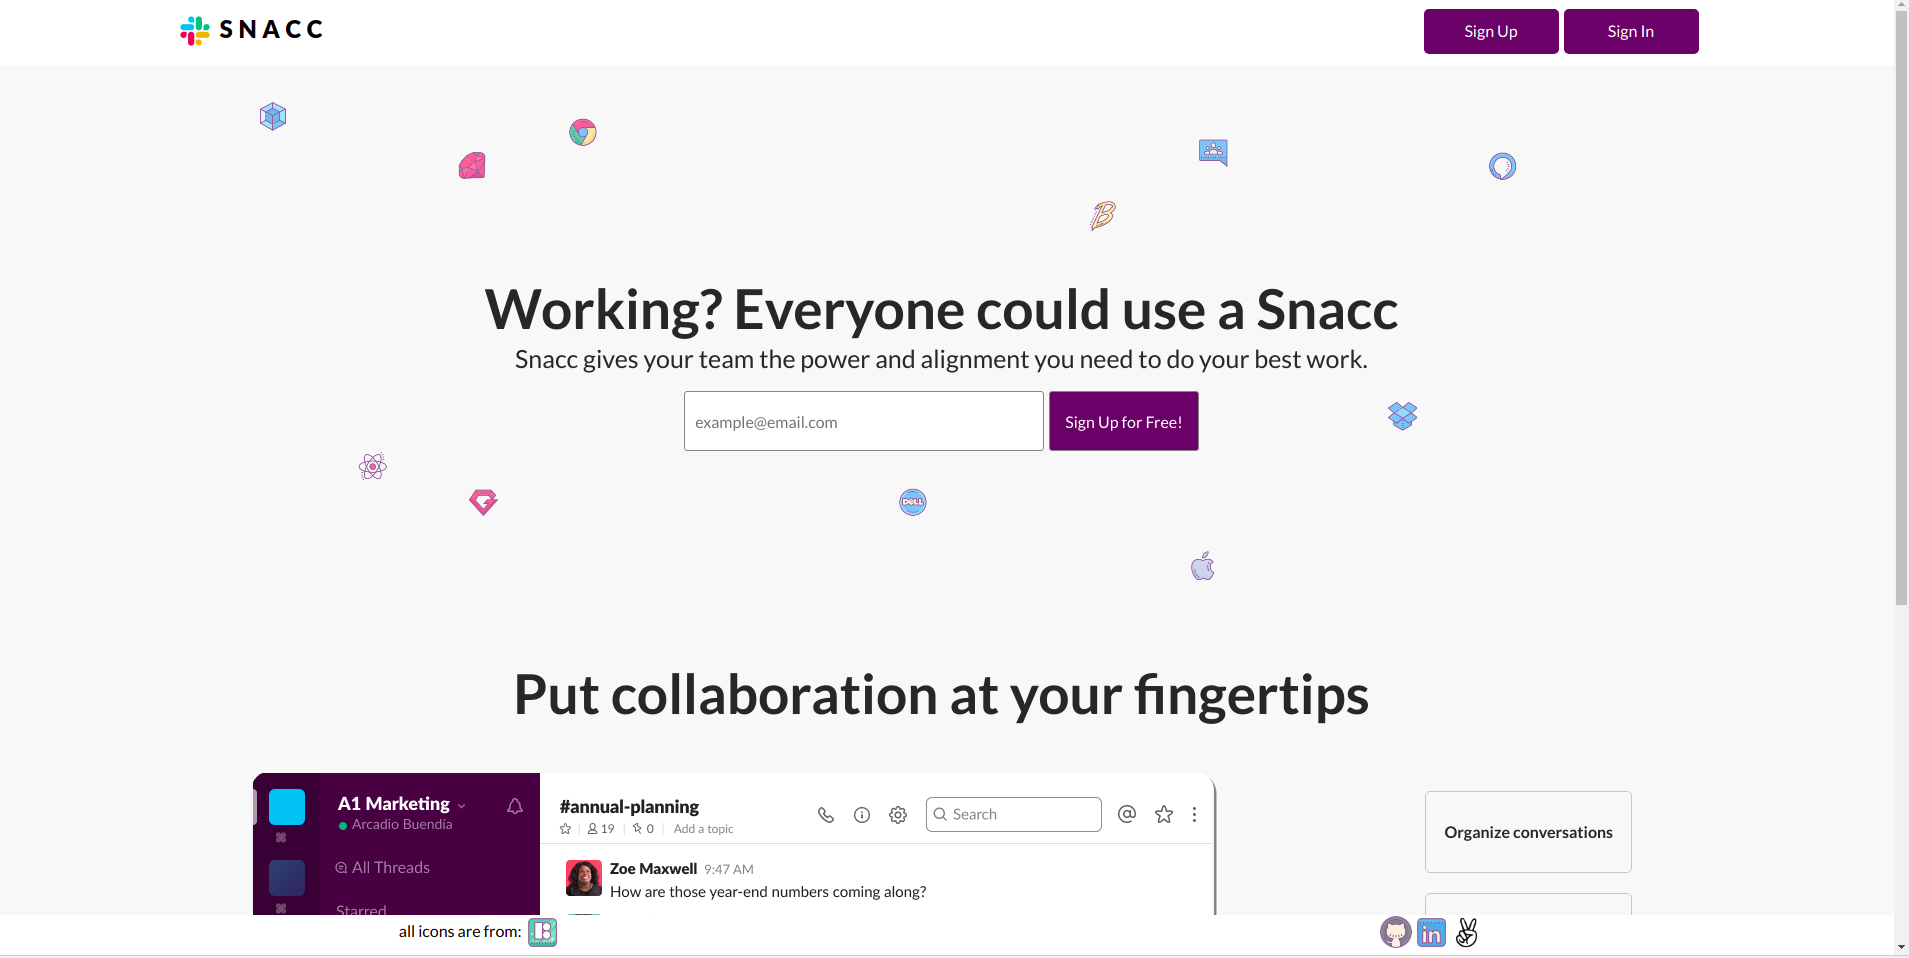 SNACC
Sign Up
Sign In
B
Working? Everyone could use a Snacc
Snacc gives your team the power and alignment you need to do your best work.
example@email.com
Sign Up for Free!
DELL
Put collaboration at your fingertips
A1 Marketing
Arcadio Buendía
All Threads
Starred
#annual-planning
19
0
Add a topic
Search
@
Zoe Maxwell 9:47 AM
How are those year-end numbers coming along?
Organize conversations
all icons are from:
in